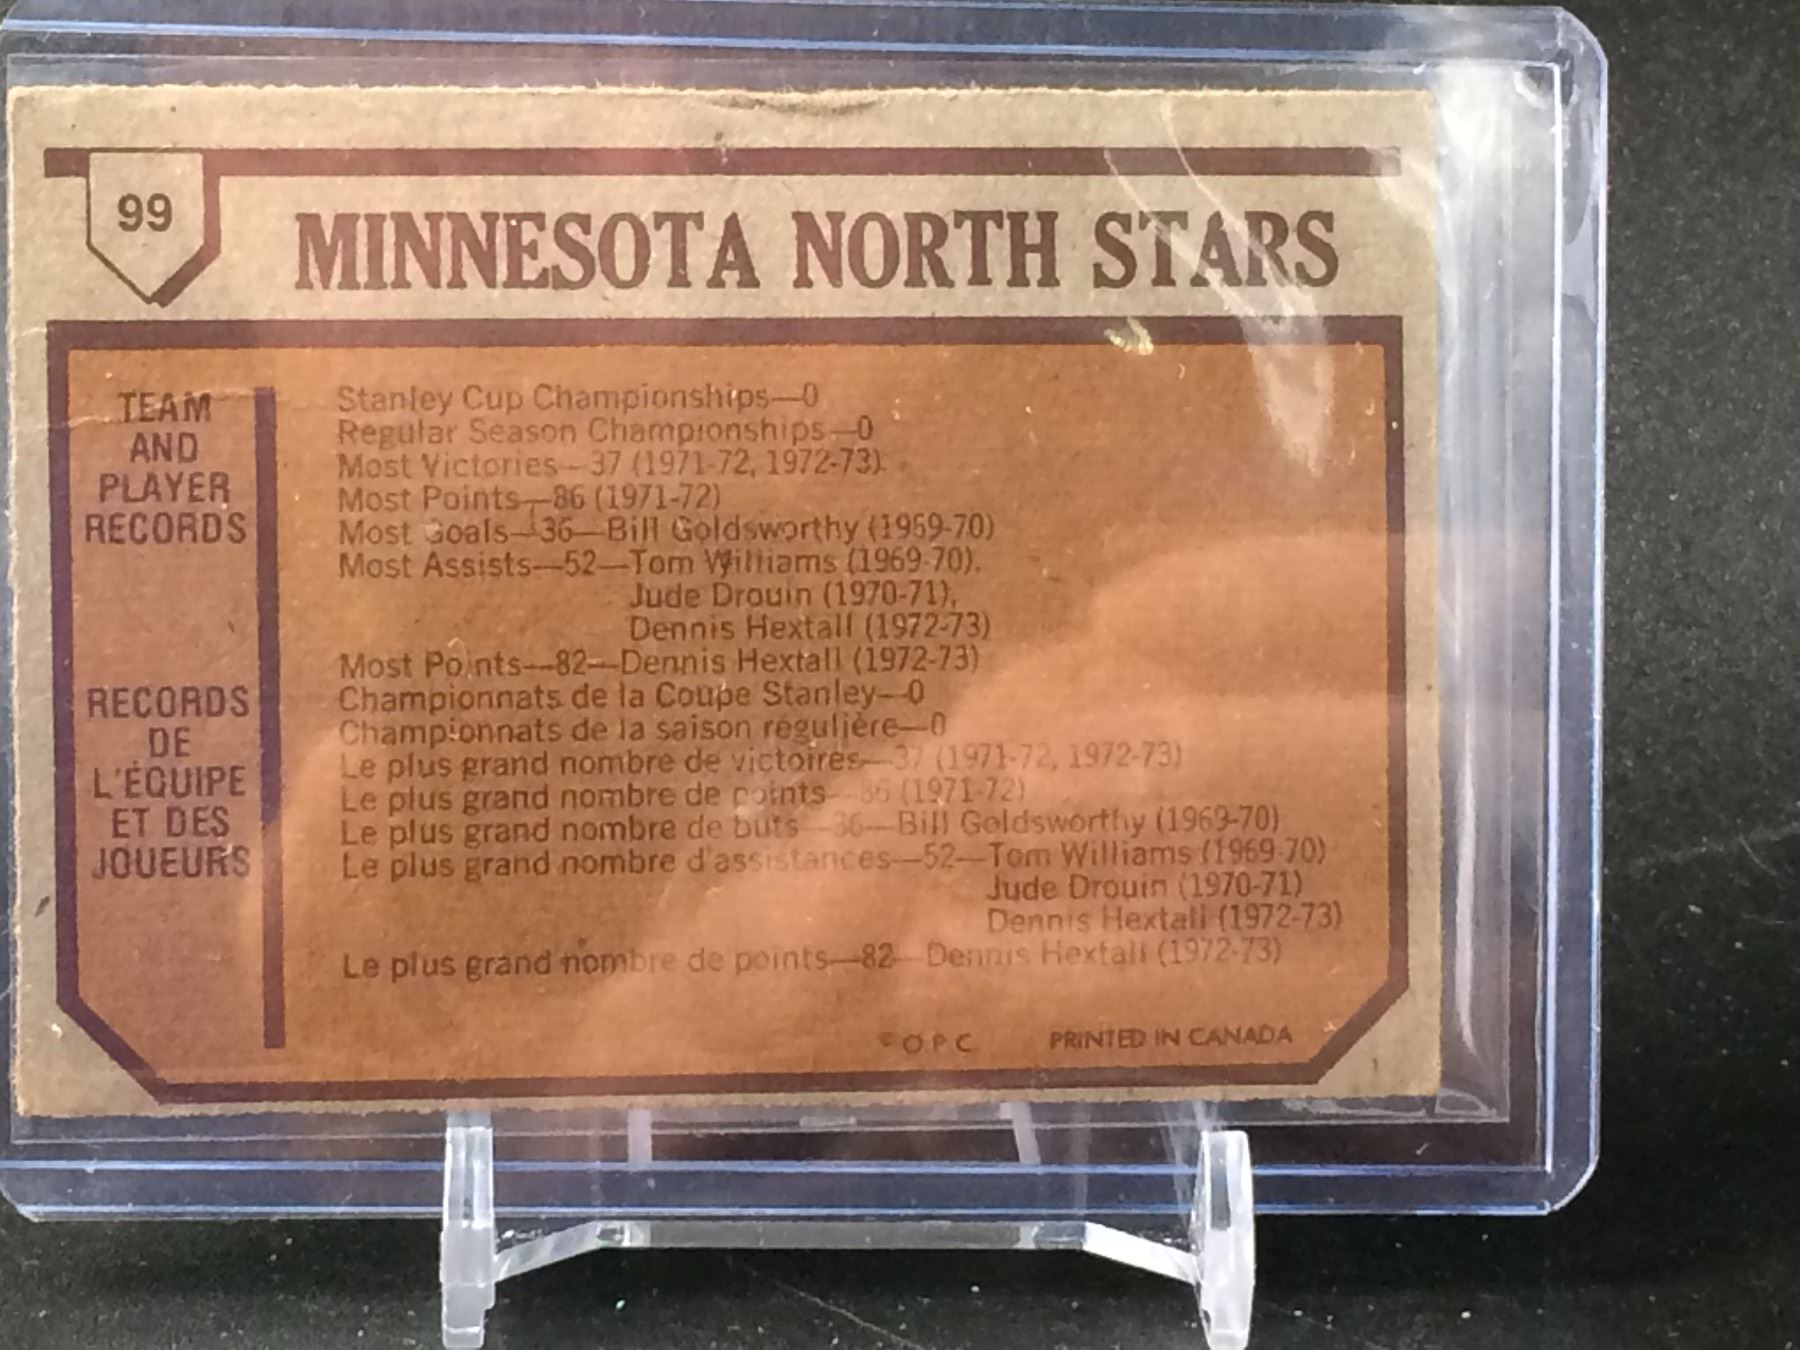 99
MINNESOTA NORTH STARS
TEAM
AND
PLAYER
RECORDS
Stanley Cup Championships—0
Regular Season Championships—0
Most Victories—37 (1971-72, 1972-73)
Most Points—86 (1971-72)
Most Goals—36—Bill Goldsworthy (1969-70)
Most Assists—52—Tom Williams (1969-70),
Jude Drouin (1970-71),
Dennis Hextall (1972-73)
Most Points—82—Dennis Hextall (1972-73)
RECORDS
DE
L'ÉQUIPE
ET DES
JOUEURS
Championnats de la Coupe Stanley—0
Championnats de la saison régulière—0
Le plus grand nombre de victoires—37 (1971-72, 1972-73)
Le plus grand nombre de points—86 (1971-72)
Le plus grand nombre de buts—36—Bill Goldsworthy (1969-70)
Le plus grand nombre d'assistances—52—Tom Williams (1969-70)
Jude Drouin (1970-71)
Dennis Hextall (1972-73)
Le plus grand nombre de points—82—Dennis Hextall (1972-73)
© O P C PRINTED IN CANADA